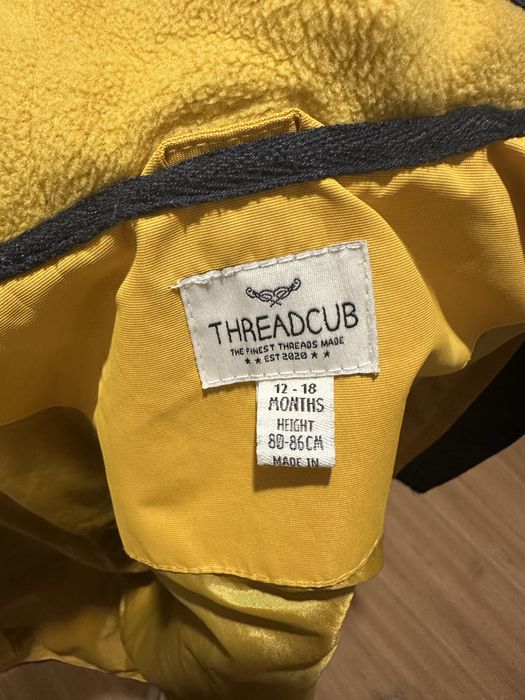 THREADCUB
THE FINEST THREADS MADE
★ ★ EST 2020 ★ ★
12 - 18
MONTHS
HEIGHT
80-86CM
MADE IN